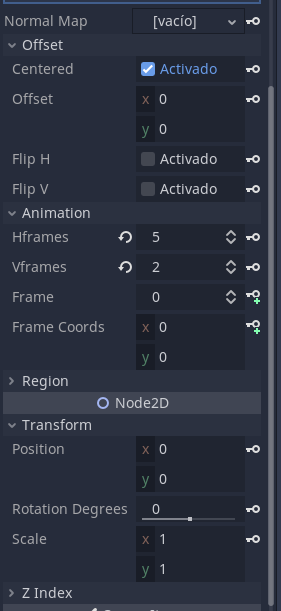 Normal Map [vacío]
Offset
Centered Activado
Offset x 0
y 0
Flip H Activado
Flip V Activado
Animation
Hframes 5
Vframes 2
Frame 0
Frame Coords x 0
y 0
Region
Node2D
Transform
Position x 0
y 0
Rotation Degrees 0
Scale x 1
y 1
Z Index